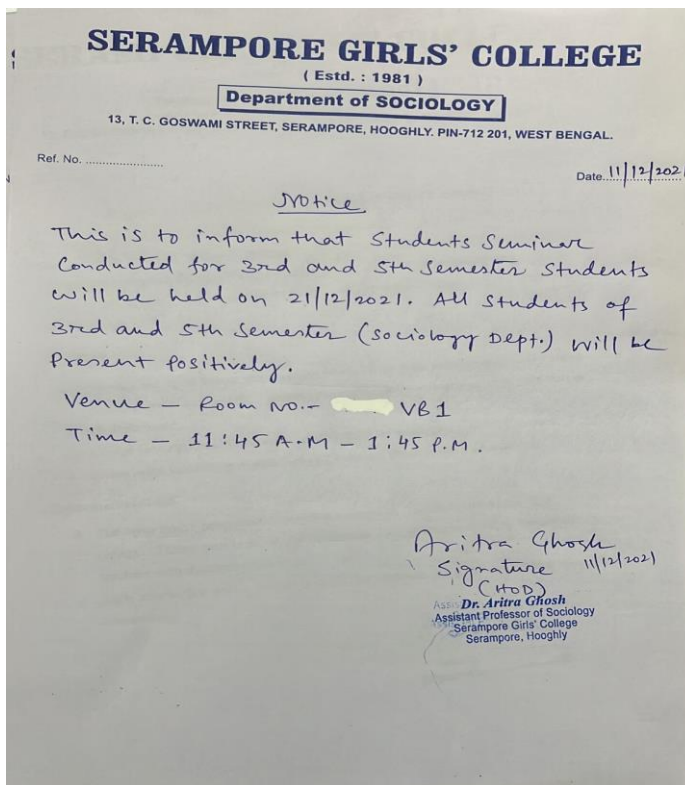 SERAMPORE GIRLS' COLLEGE
( Estd. : 1981 )
Department of SOCIOLOGY
13, T. C. GOSWAMI STREET, SERAMPORE, HOOGHLY. PIN-712 201, WEST BENGAL.
Ref. No. ........................
Date. 11/12/202
Notice
This is to inform that Students Seminar
Conducted for 3rd and 5th Semester Students
will be held on 21/12/2021. All Students of
3rd and 5th Semester (Sociology Dept.) will be
Present Positively.
Venue - Room No.- VB1
Time - 11:45 A.M - 1:45 P.M.
Aritra Ghosh
Signature 11/12/2021
(HOD)
Dr. Aritra Ghosh
Assistant Professor of Sociology
Serampore Girls' College
Serampore, Hooghly